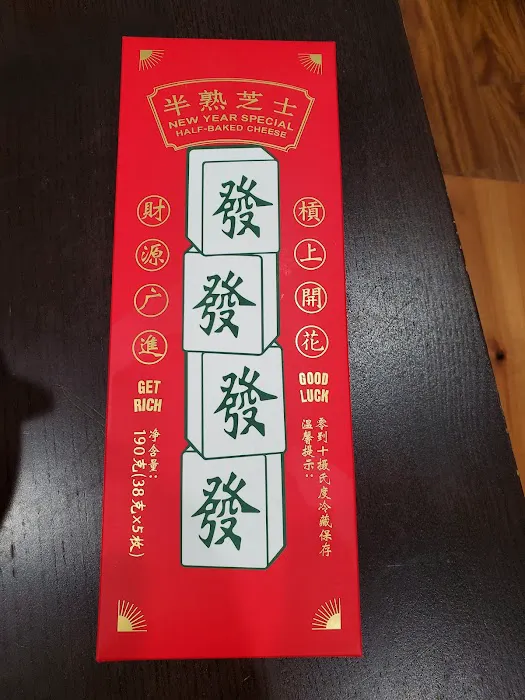 半熟芝士
NEW YEAR SPECIAL
HALF-BAKED CHEESE
發
發
發
發
財源广進
GET
RICH
净含量：
190克(38克×5枚)
槓上開花
GOOD
LUCK
温馨提示：
零到十摄氏度冷藏保存